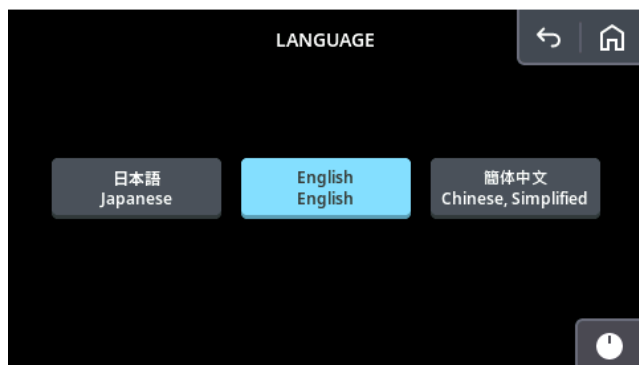 LANGUAGE
日本語
Japanese
English
English
簡体中文
Chinese, Simplified